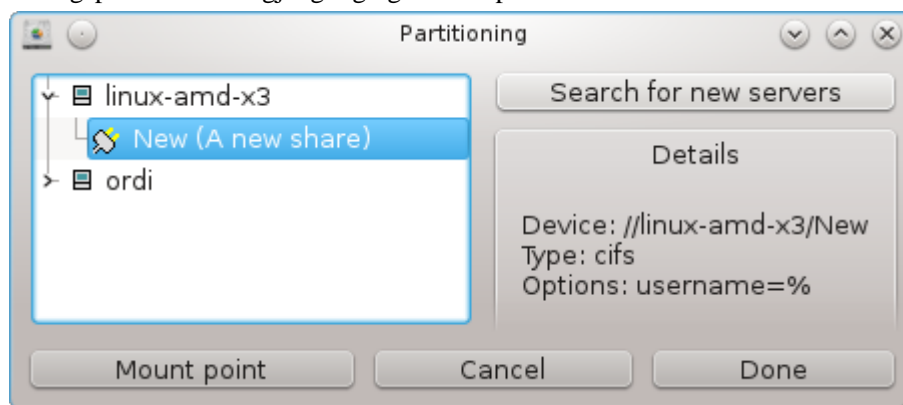 Partitioning
linux-amd-x3
New (A new share)
ordi
Search for new servers
Details
Device: //linux-amd-x3/New
Type: cifs
Options: username=%
Mount point
Cancel
Done